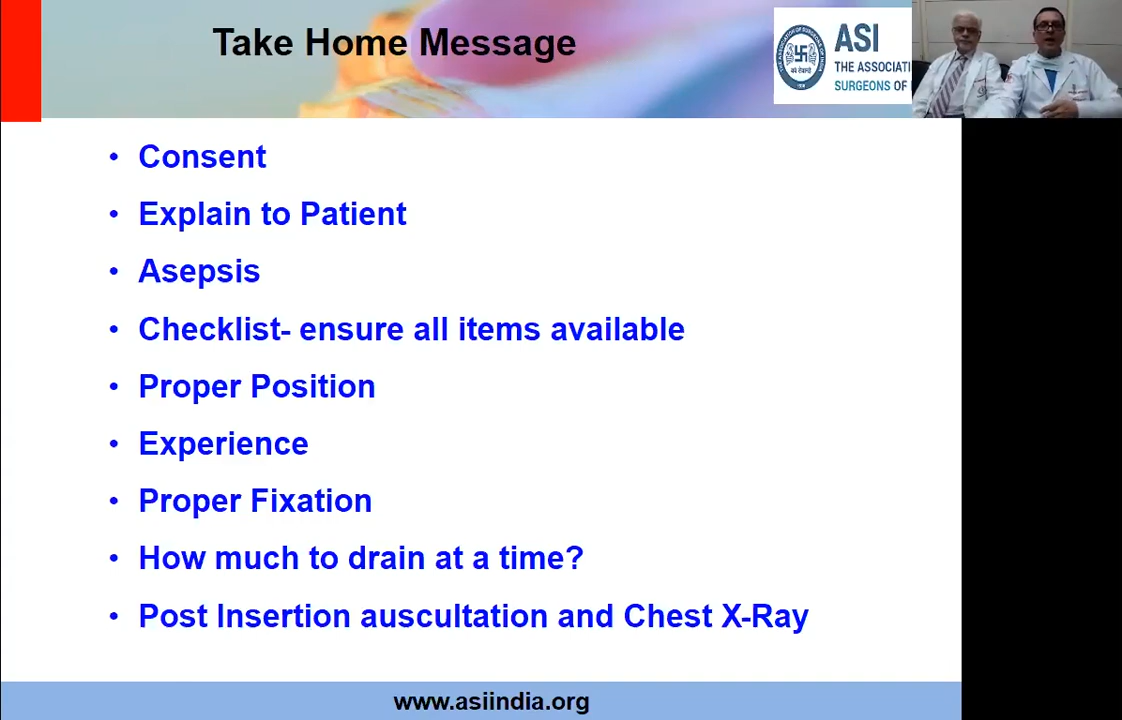 Take Home Message
ASI
THE ASSOCIATI
SURGEONS OF
• Consent
• Explain to Patient
• Asepsis
• Checklist- ensure all items available
• Proper Position
• Experience
• Proper Fixation
• How much to drain at a time?
• Post Insertion auscultation and Chest X-Ray
www.asiindia.org